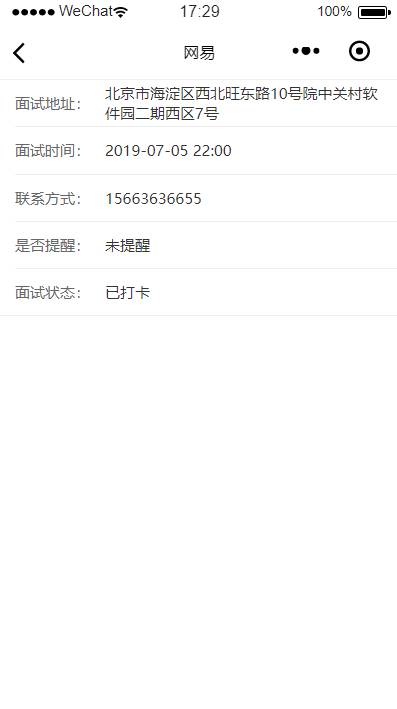 WeChat 17:29 100%
网易
面试地址： 北京市海淀区西北旺东路10号院中关村软
件园二期西区7号
面试时间： 2019-07-05 22:00
联系方式： 15663636655
是否提醒： 未提醒
面试状态： 已打卡